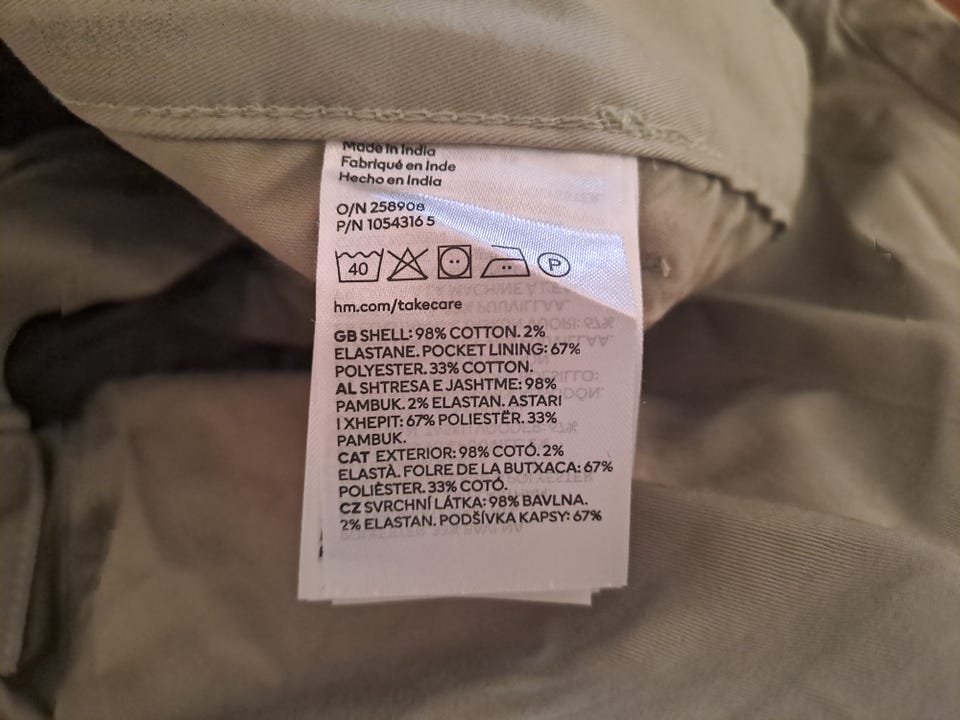 Made in India
Fabriqué en Inde
Hecho en India
O/N 258908
P/N 1054316 5
40 P
hm.com/takecare
GB SHELL: 98% COTTON. 2%
ELASTANE. POCKET LINING: 67%
POLYESTER. 33% COTTON.
AL SHTRESA E JASHTME: 98%
PAMBUK. 2% ELASTAN. ASTARI
I XHEPIT: 67% POLIESTËR. 33%
PAMBUK.
CAT EXTERIOR: 98% COTÓ. 2%
ELASTÀ. FOLRE DE LA BUTXACA: 67%
POLIÈSTER. 33% COTÓ.
CZ SVRCHNÍ LÁTKA: 98% BAVLNA.
2% ELASTAN. PODŠÍVKA KAPSY: 67%